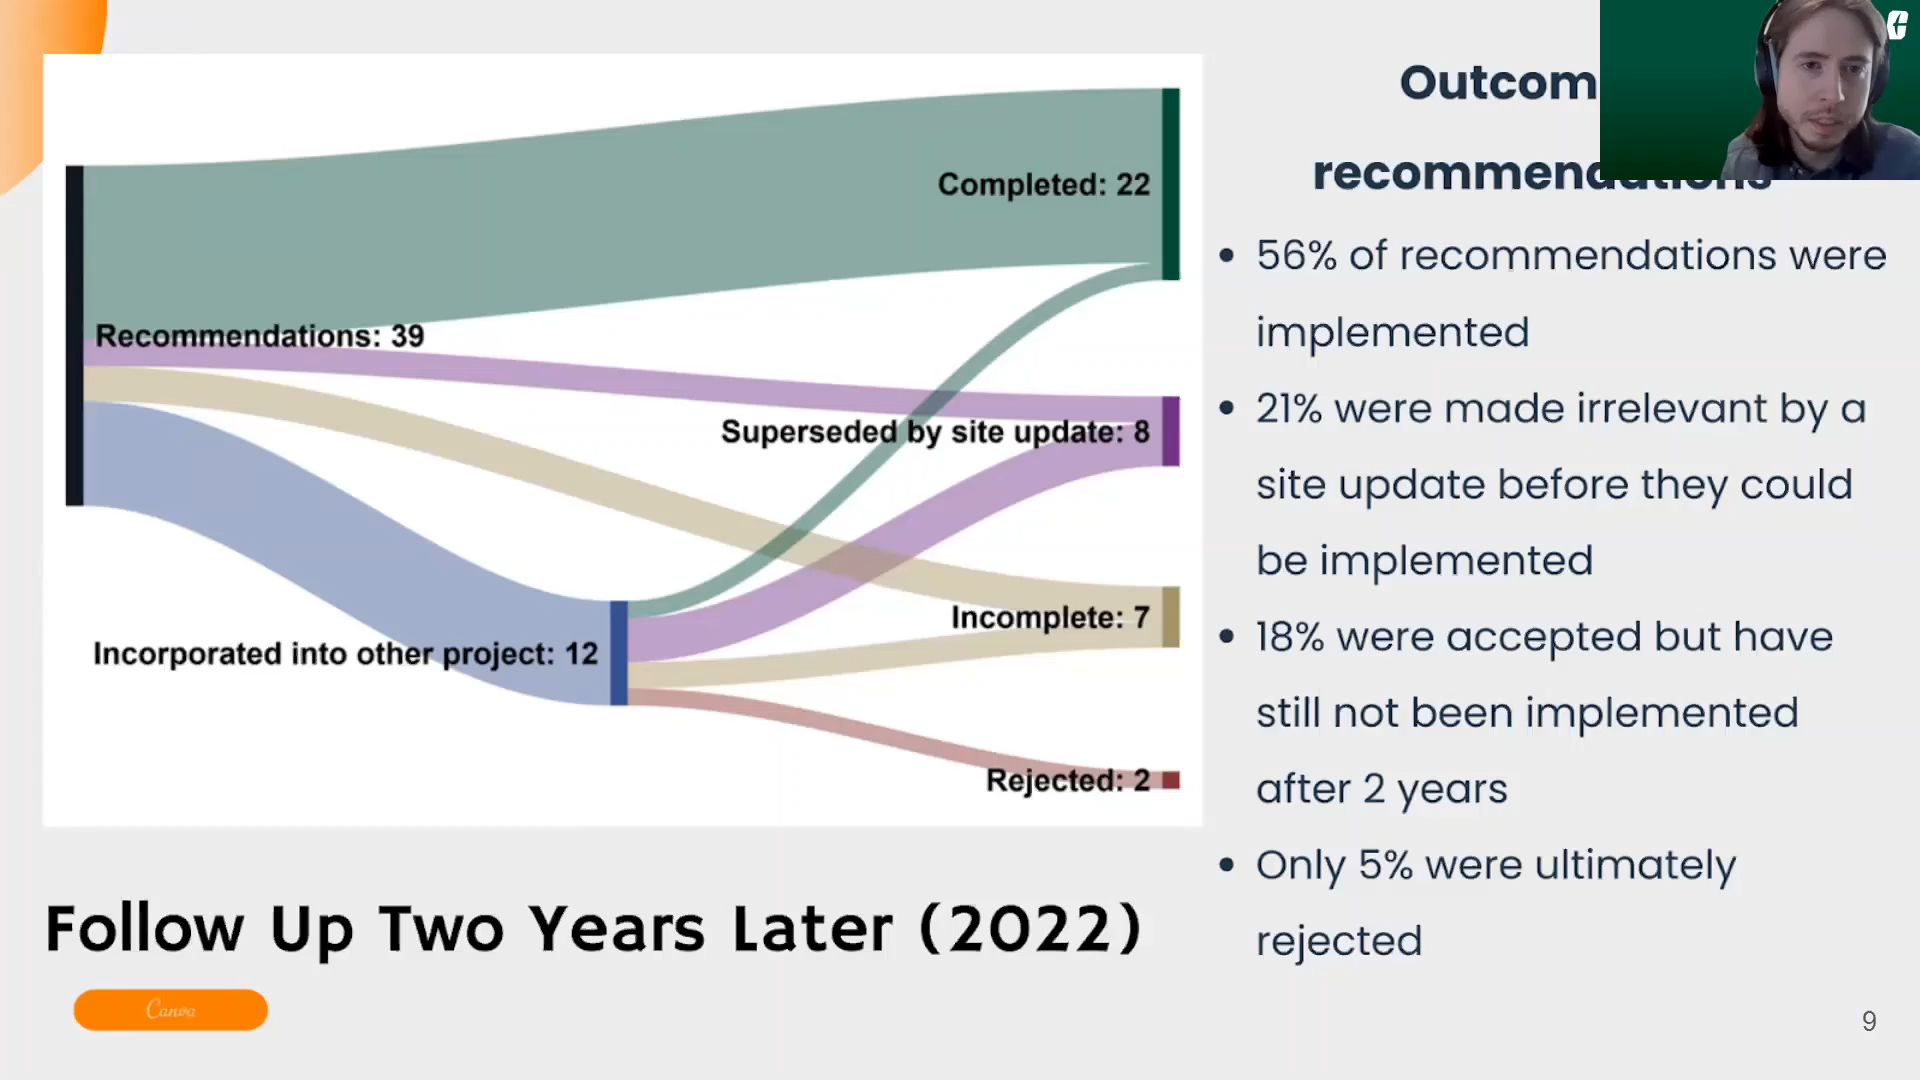 Completed: 22
Recommendations: 39
Superseded by site update: 8
Incomplete: 7
Incorporated into other project: 12
Rejected: 2
Follow Up Two Years Later (2022)
Canva
Outcom
recommendations
• 56% of recommendations were
implemented
• 21% were made irrelevant by a
site update before they could
be implemented
• 18% were accepted but have
still not been implemented
after 2 years
• Only 5% were ultimately
rejected
9